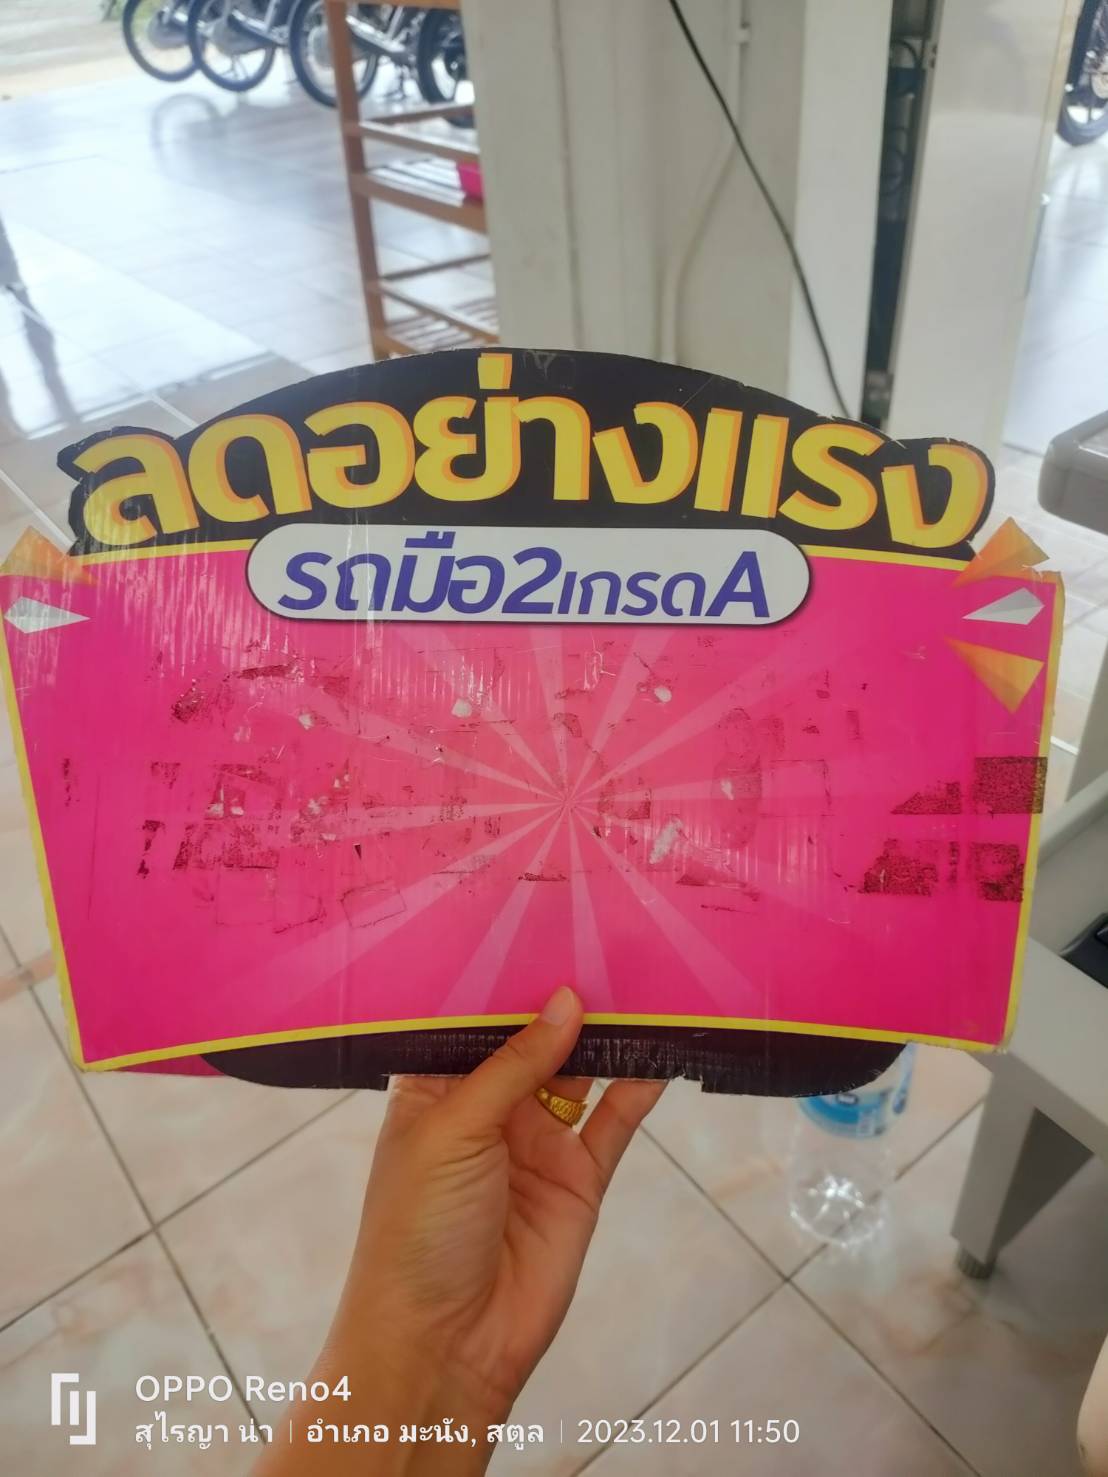 ลดอย่างแรง
รถมือ2เกรดA
OPPO Reno4
สุไรญา น่า | อำเภอ มะนัง, สตูล | 2023.12.01 11:50